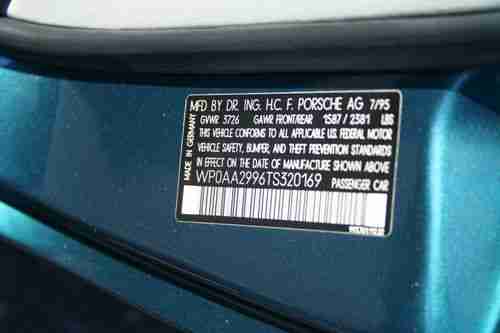 MFD BY DR. ING. H.C. F. PORSCHE AG 7/95
GVWR 3726 GAWR FRONT/REAR 1587 / 2381 LBS
THIS VEHICLE CONFORMS TO ALL APPLICABLE U.S. FEDERAL MOTOR
VEHICLE SAFETY, BUMPER, AND THEFT PREVENTION STANDARDS
IN EFFECT ON THE DATE OF MANUFACTURE SHOWN ABOVE.
WP0AA2996TS320169 PASSENGER CAR
MADE IN GERMANY